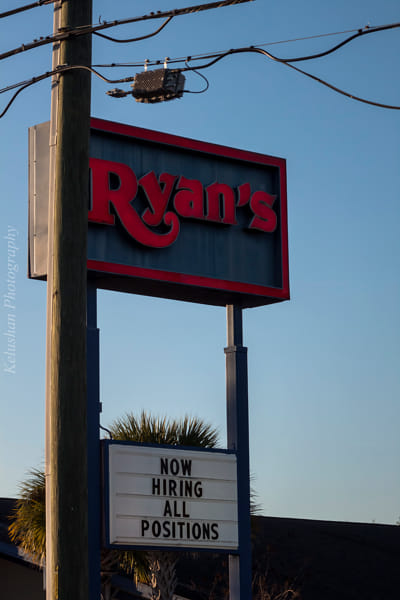 Ryan's
NOW
HIRING
ALL
POSITIONS
Kelushan Photography